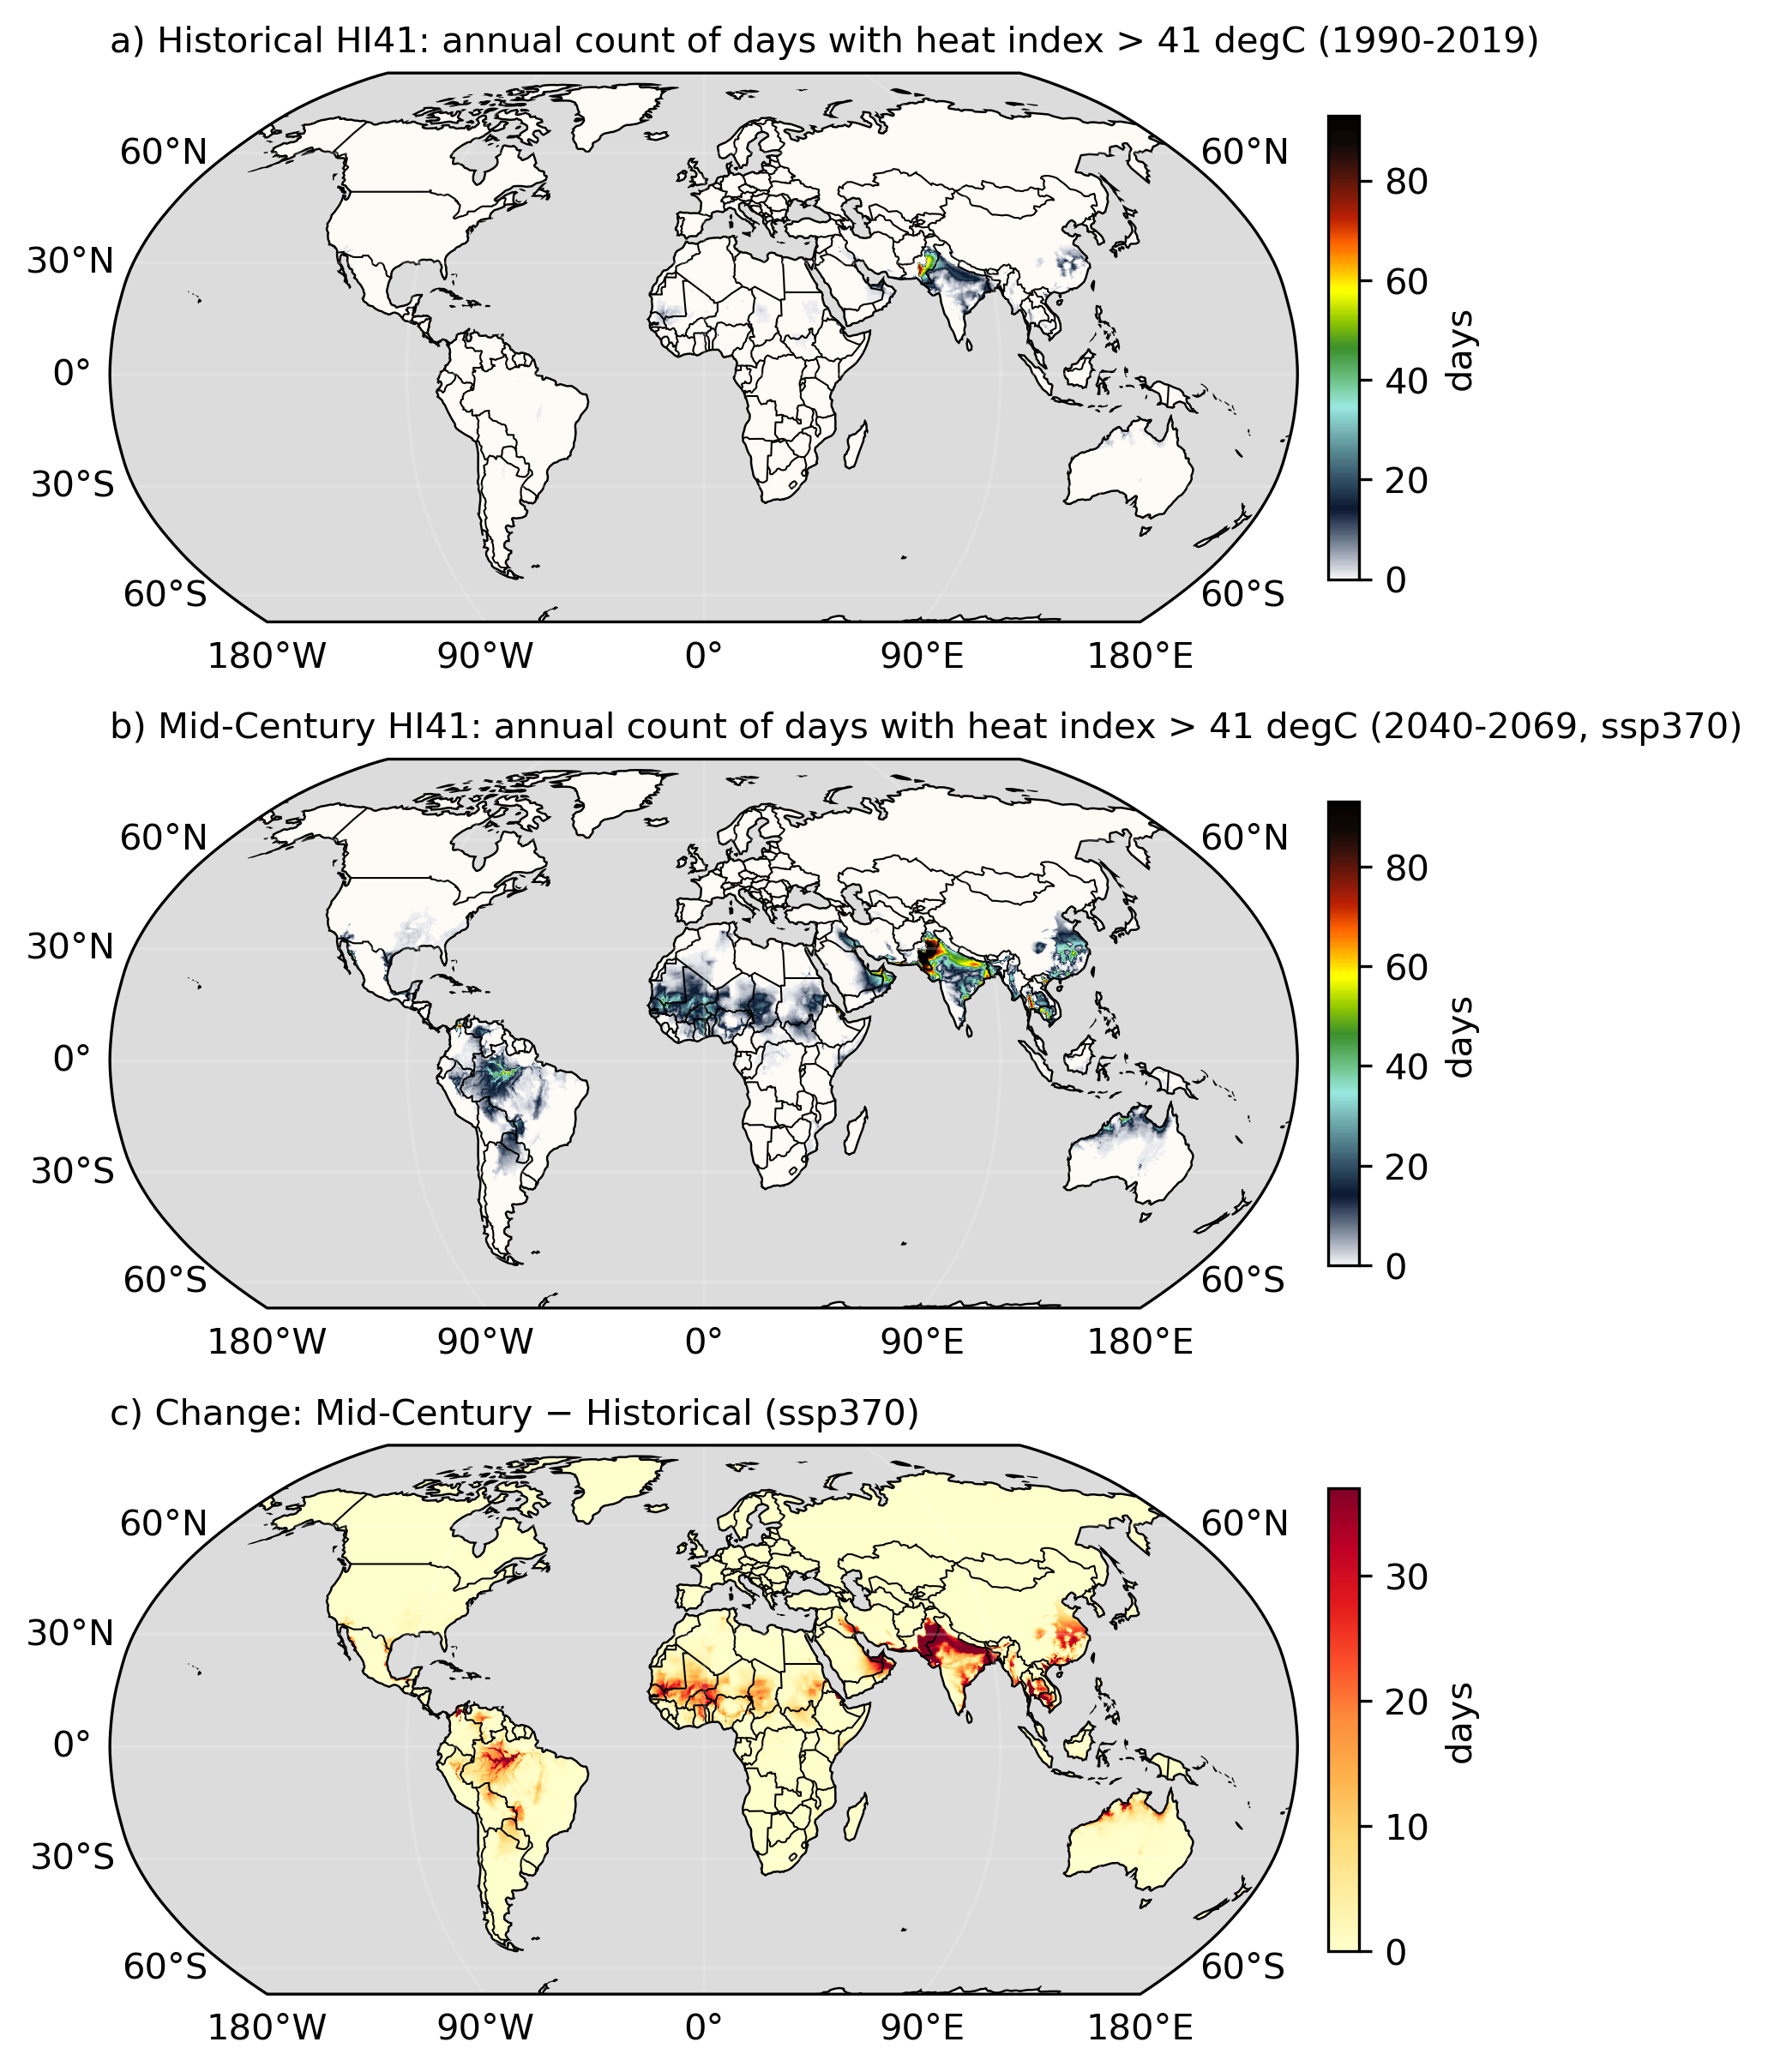 a) Historical HI41: annual count of days with heat index > 41 degC (1990-2019)
60°N
60°N
30°N
0°
30°S
60°S
60°S
180°W
90°W
0°
90°E
180°E
80
60
40
20
0
days
b) Mid-Century HI41: annual count of days with heat index > 41 degC (2040-2069, ssp370)
60°N
60°N
30°N
0°
30°S
60°S
60°S
180°W
90°W
0°
90°E
180°E
80
60
40
20
0
days
c) Change: Mid-Century − Historical (ssp370)
60°N
60°N
30°N
0°
30°S
60°S
60°S
180°W
90°W
0°
90°E
180°E
30
20
10
0
days